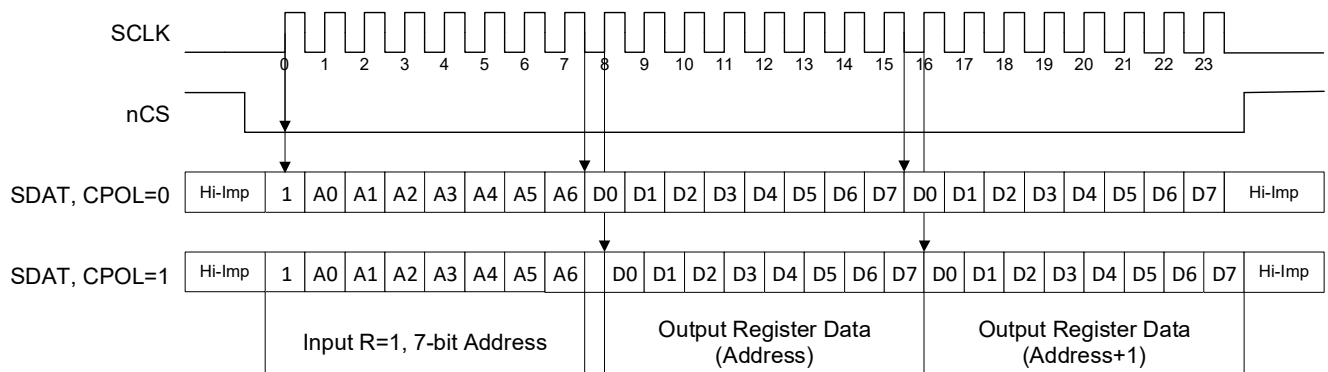 SCLK
0 1 2 3 4 5 6 7 8 9 10 11 12 13 14 15 16 17 18 19 20 21 22 23
nCS
SDAT, CPOL=0 Hi-Imp 1 A0 A1 A2 A3 A4 A5 A6 D0 D1 D2 D3 D4 D5 D6 D7 D0 D1 D2 D3 D4 D5 D6 D7 Hi-Imp
SDAT, CPOL=1 Hi-Imp 1 A0 A1 A2 A3 A4 A5 A6 D0 D1 D2 D3 D4 D5 D6 D7 D0 D1 D2 D3 D4 D5 D6 D7 Hi-Imp
Input R=1, 7-bit Address
Output Register Data
(Address)
Output Register Data
(Address+1)